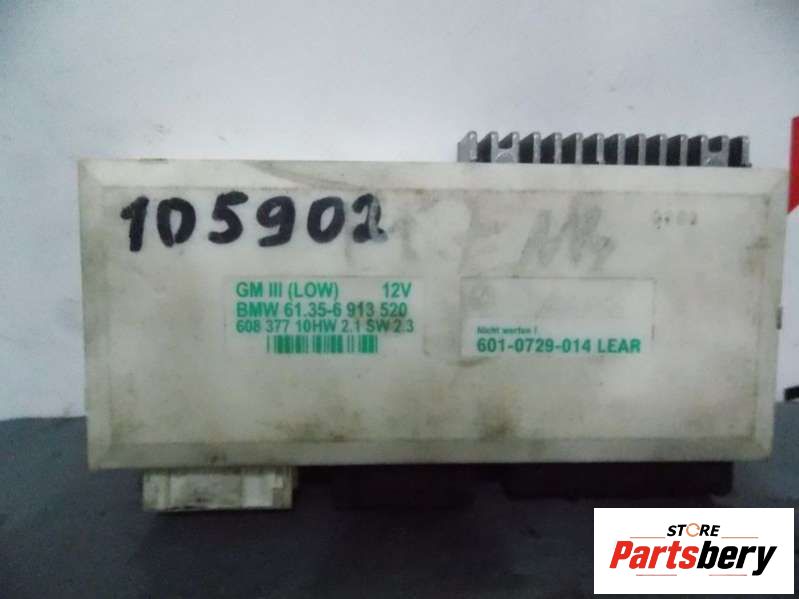 105902
GM III (LOW) 12V
BMW 61.35-6 913 520
608 377 10HW 2.1 SW 2.3
Nicht werfen !
601-0729-014 LEAR
STORE
Partsbery